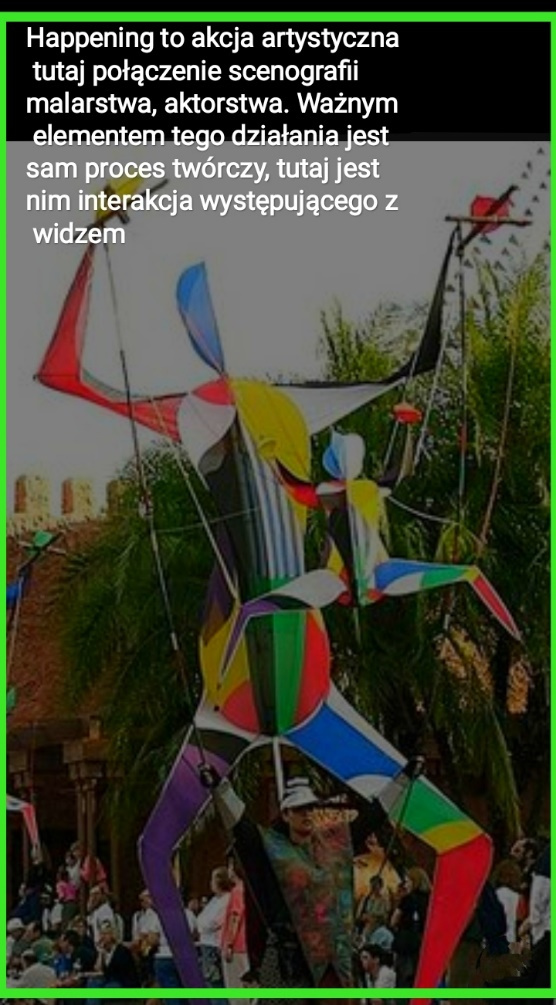 Happening to akcja artystyczna
tutaj połączenie scenografii
malarstwa, aktorstwa. Ważnym
elementem tego działania jest
sam proces twórczy, tutaj jest
nim interakcja występującego z
widzem